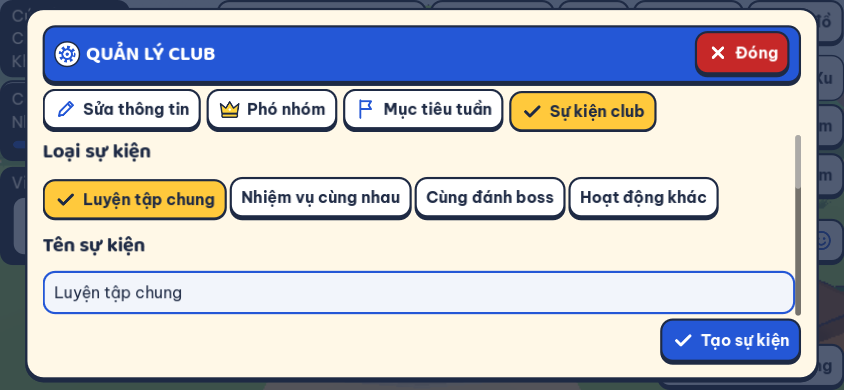 QUẢN LÝ CLUB
Đóng
Sửa thông tin
Phó nhóm
Mục tiêu tuần
Sự kiện club
Loại sự kiện
Luyện tập chung
Nhiệm vụ cùng nhau
Cùng đánh boss
Hoạt động khác
Tên sự kiện
Luyện tập chung
Tạo sự kiện